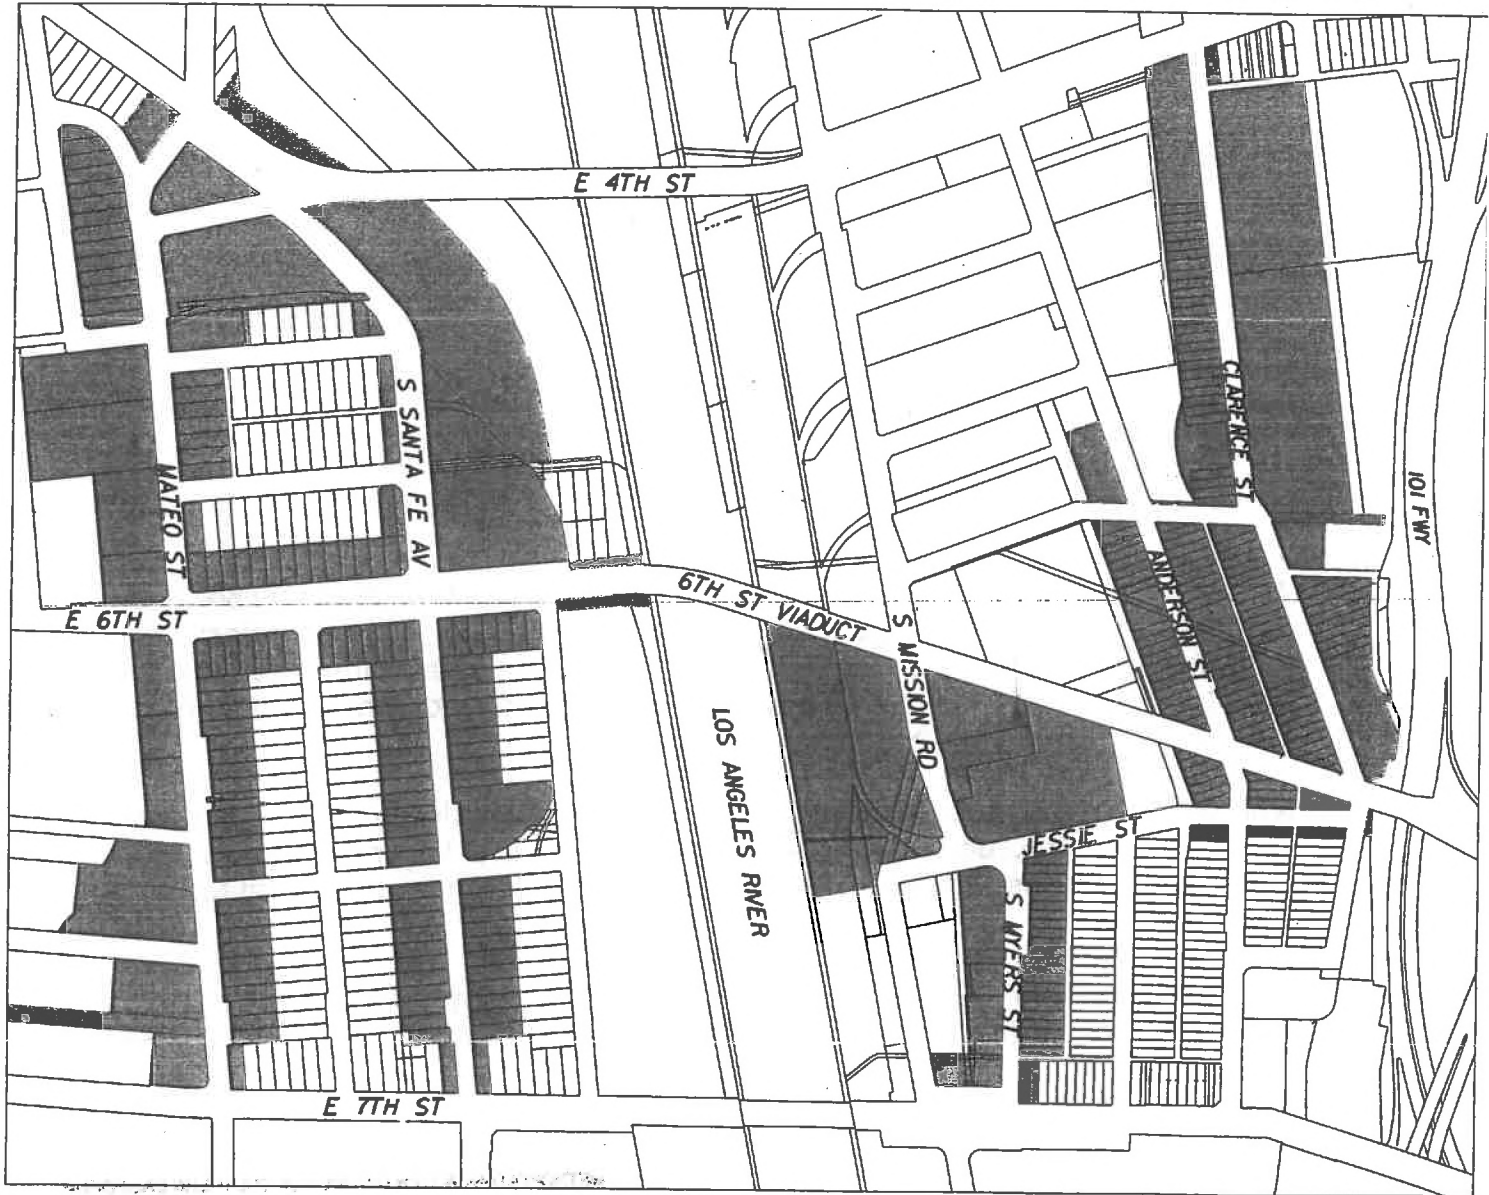 E 4TH ST
S SANTA FE AV
CLARENCE ST
MATEO ST
101 FWY
ANDERSON ST
6TH ST VIADUCT
E 6TH ST
S MISSION RD
LOS ANGELES RIVER
JESSIE ST
S MYERS ST
E 7TH ST